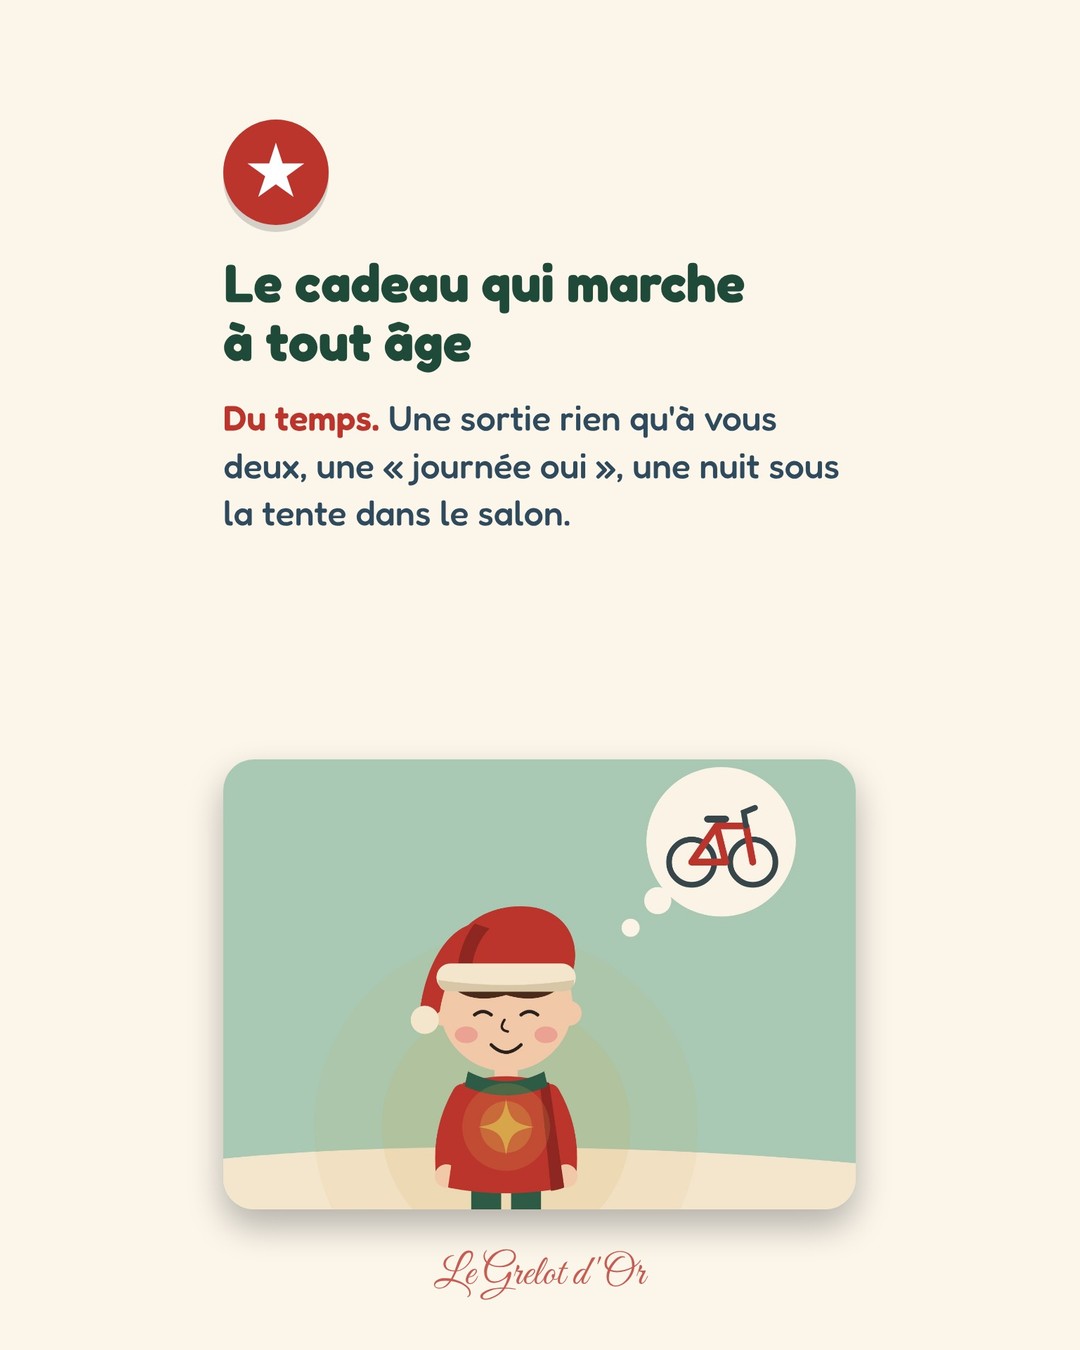 Le cadeau qui marche
à tout âge
Du temps. Une sortie rien qu'à vous
deux, une « journée oui », une nuit sous
la tente dans le salon.
Le Grelot d'Or